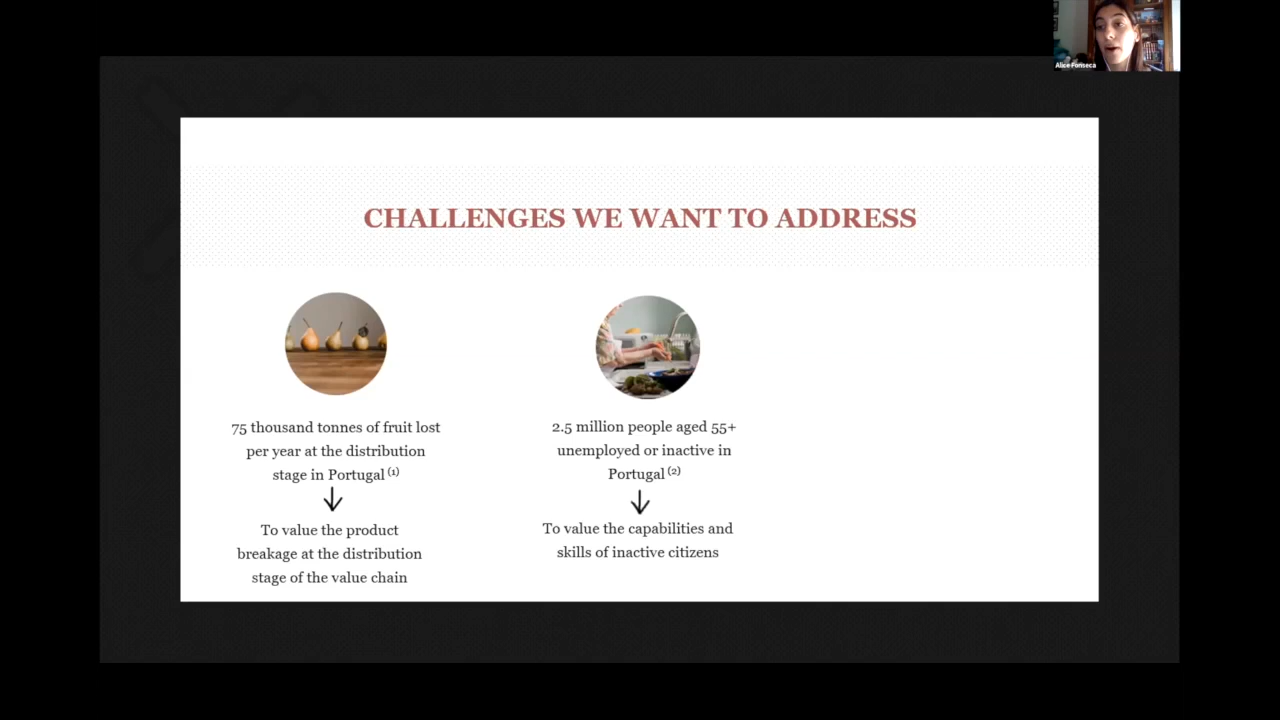 Alice Fonseca
CHALLENGES WE WANT TO ADDRESS
75 thousand tonnes of fruit lost
per year at the distribution
stage in Portugal (1)
To value the product
breakage at the distribution
stage of the value chain
2.5 million people aged 55+
unemployed or inactive in
Portugal (2)
To value the capabilities and
skills of inactive citizens